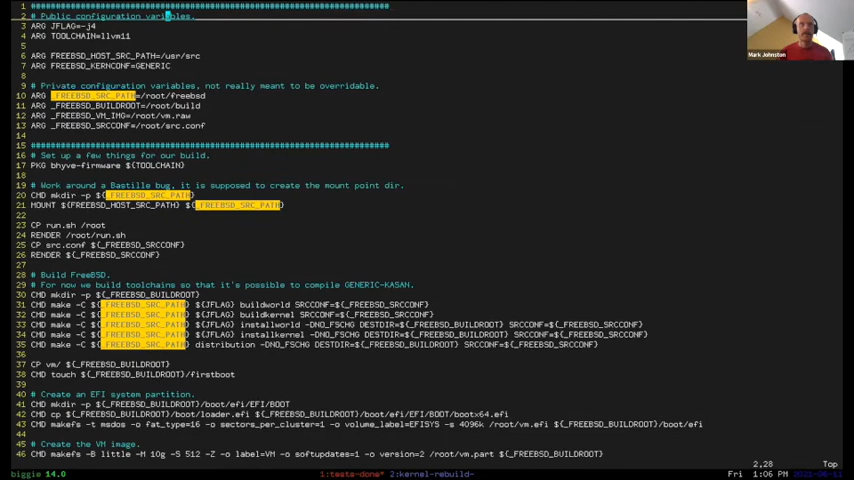 1 ################################################################################
2 # Public configuration variables.
3 ARG JFLAG=-j4
4 ARG TOOLCHAIN=llvm11
5
6 ARG FREEBSD_HOST_SRC_PATH=/usr/src
7 ARG FREEBSD_KERNCONF=GENERIC
8
9 # Private configuration variables, not really meant to be overridable.
10 ARG _FREEBSD_SRC_PATH=/root/freebsd
11 ARG _FREEBSD_BUILDROOT=/root/build
12 ARG _FREEBSD_VM_IMG=/root/vm.raw
13 ARG _FREEBSD_SRCCONF=/root/src.conf
14
15 ################################################################################
16 # Set up a few things for our build.
17 PKG bhyve-firmware ${TOOLCHAIN}
18
19 # Work around a Bastille bug, it is supposed to create the mount point dir.
20 CMD mkdir -p ${_FREEBSD_SRC_PATH}
21 MOUNT ${FREEBSD_HOST_SRC_PATH} ${_FREEBSD_SRC_PATH}
22
23 CP run.sh /root
24 RENDER /root/run.sh
25 CP src.conf ${_FREEBSD_SRCCONF}
26 RENDER ${_FREEBSD_SRCCONF}
27
28 # Build FreeBSD.
29 # For now we build toolchains so that it's possible to compile GENERIC-KASAN.
30 CMD mkdir -p ${_FREEBSD_BUILDROOT}
31 CMD make -C ${_FREEBSD_SRC_PATH} ${JFLAG} buildworld SRCCONF=${_FREEBSD_SRCCONF}
32 CMD make -C ${_FREEBSD_SRC_PATH} ${JFLAG} buildkernel SRCCONF=${_FREEBSD_SRCCONF}
33 CMD make -C ${_FREEBSD_SRC_PATH} ${JFLAG} installworld -DNO_FSCHG DESTDIR=${_FREEBSD_BUILDROOT} SRCCONF=${_FREEBSD_SRCCONF}
34 CMD make -C ${_FREEBSD_SRC_PATH} ${JFLAG} installkernel -DNO_FSCHG DESTDIR=${_FREEBSD_BUILDROOT} SRCCONF=${_FREEBSD_SRCCONF}
35 CMD make -C ${_FREEBSD_SRC_PATH} distribution -DNO_FSCHG DESTDIR=${_FREEBSD_BUILDROOT} SRCCONF=${_FREEBSD_SRCCONF}
36
37 CP vm/ ${_FREEBSD_BUILDROOT}
38 CMD touch ${_FREEBSD_BUILDROOT}/firstboot
39
40 # Create an EFI system partition.
41 CMD mkdir -p ${_FREEBSD_BUILDROOT}/boot/efi/EFI/BOOT
42 CMD cp ${_FREEBSD_BUILDROOT}/boot/loader.efi ${_FREEBSD_BUILDROOT}/boot/efi/EFI/BOOT/bootx64.efi
43 CMD makefs -t msdos -o fat_type=16 -o sectors_per_cluster=1 -o volume_label=EFISYS -s 4096k /root/vm.efi ${_FREEBSD_BUILDROOT}/boot/efi
44
45 # Create the VM image.
46 CMD makefs -B little -M 10g -S 512 -Z -o label=VM -o softupdates=1 -o version=2 /root/vm.part ${_FREEBSD_BUILDROOT}
2,28 Top
biggie 14.0 1:tests-done* 2:kernel-rebuild- Fri 1:06 PM 2021-06-11
Mark Johnston